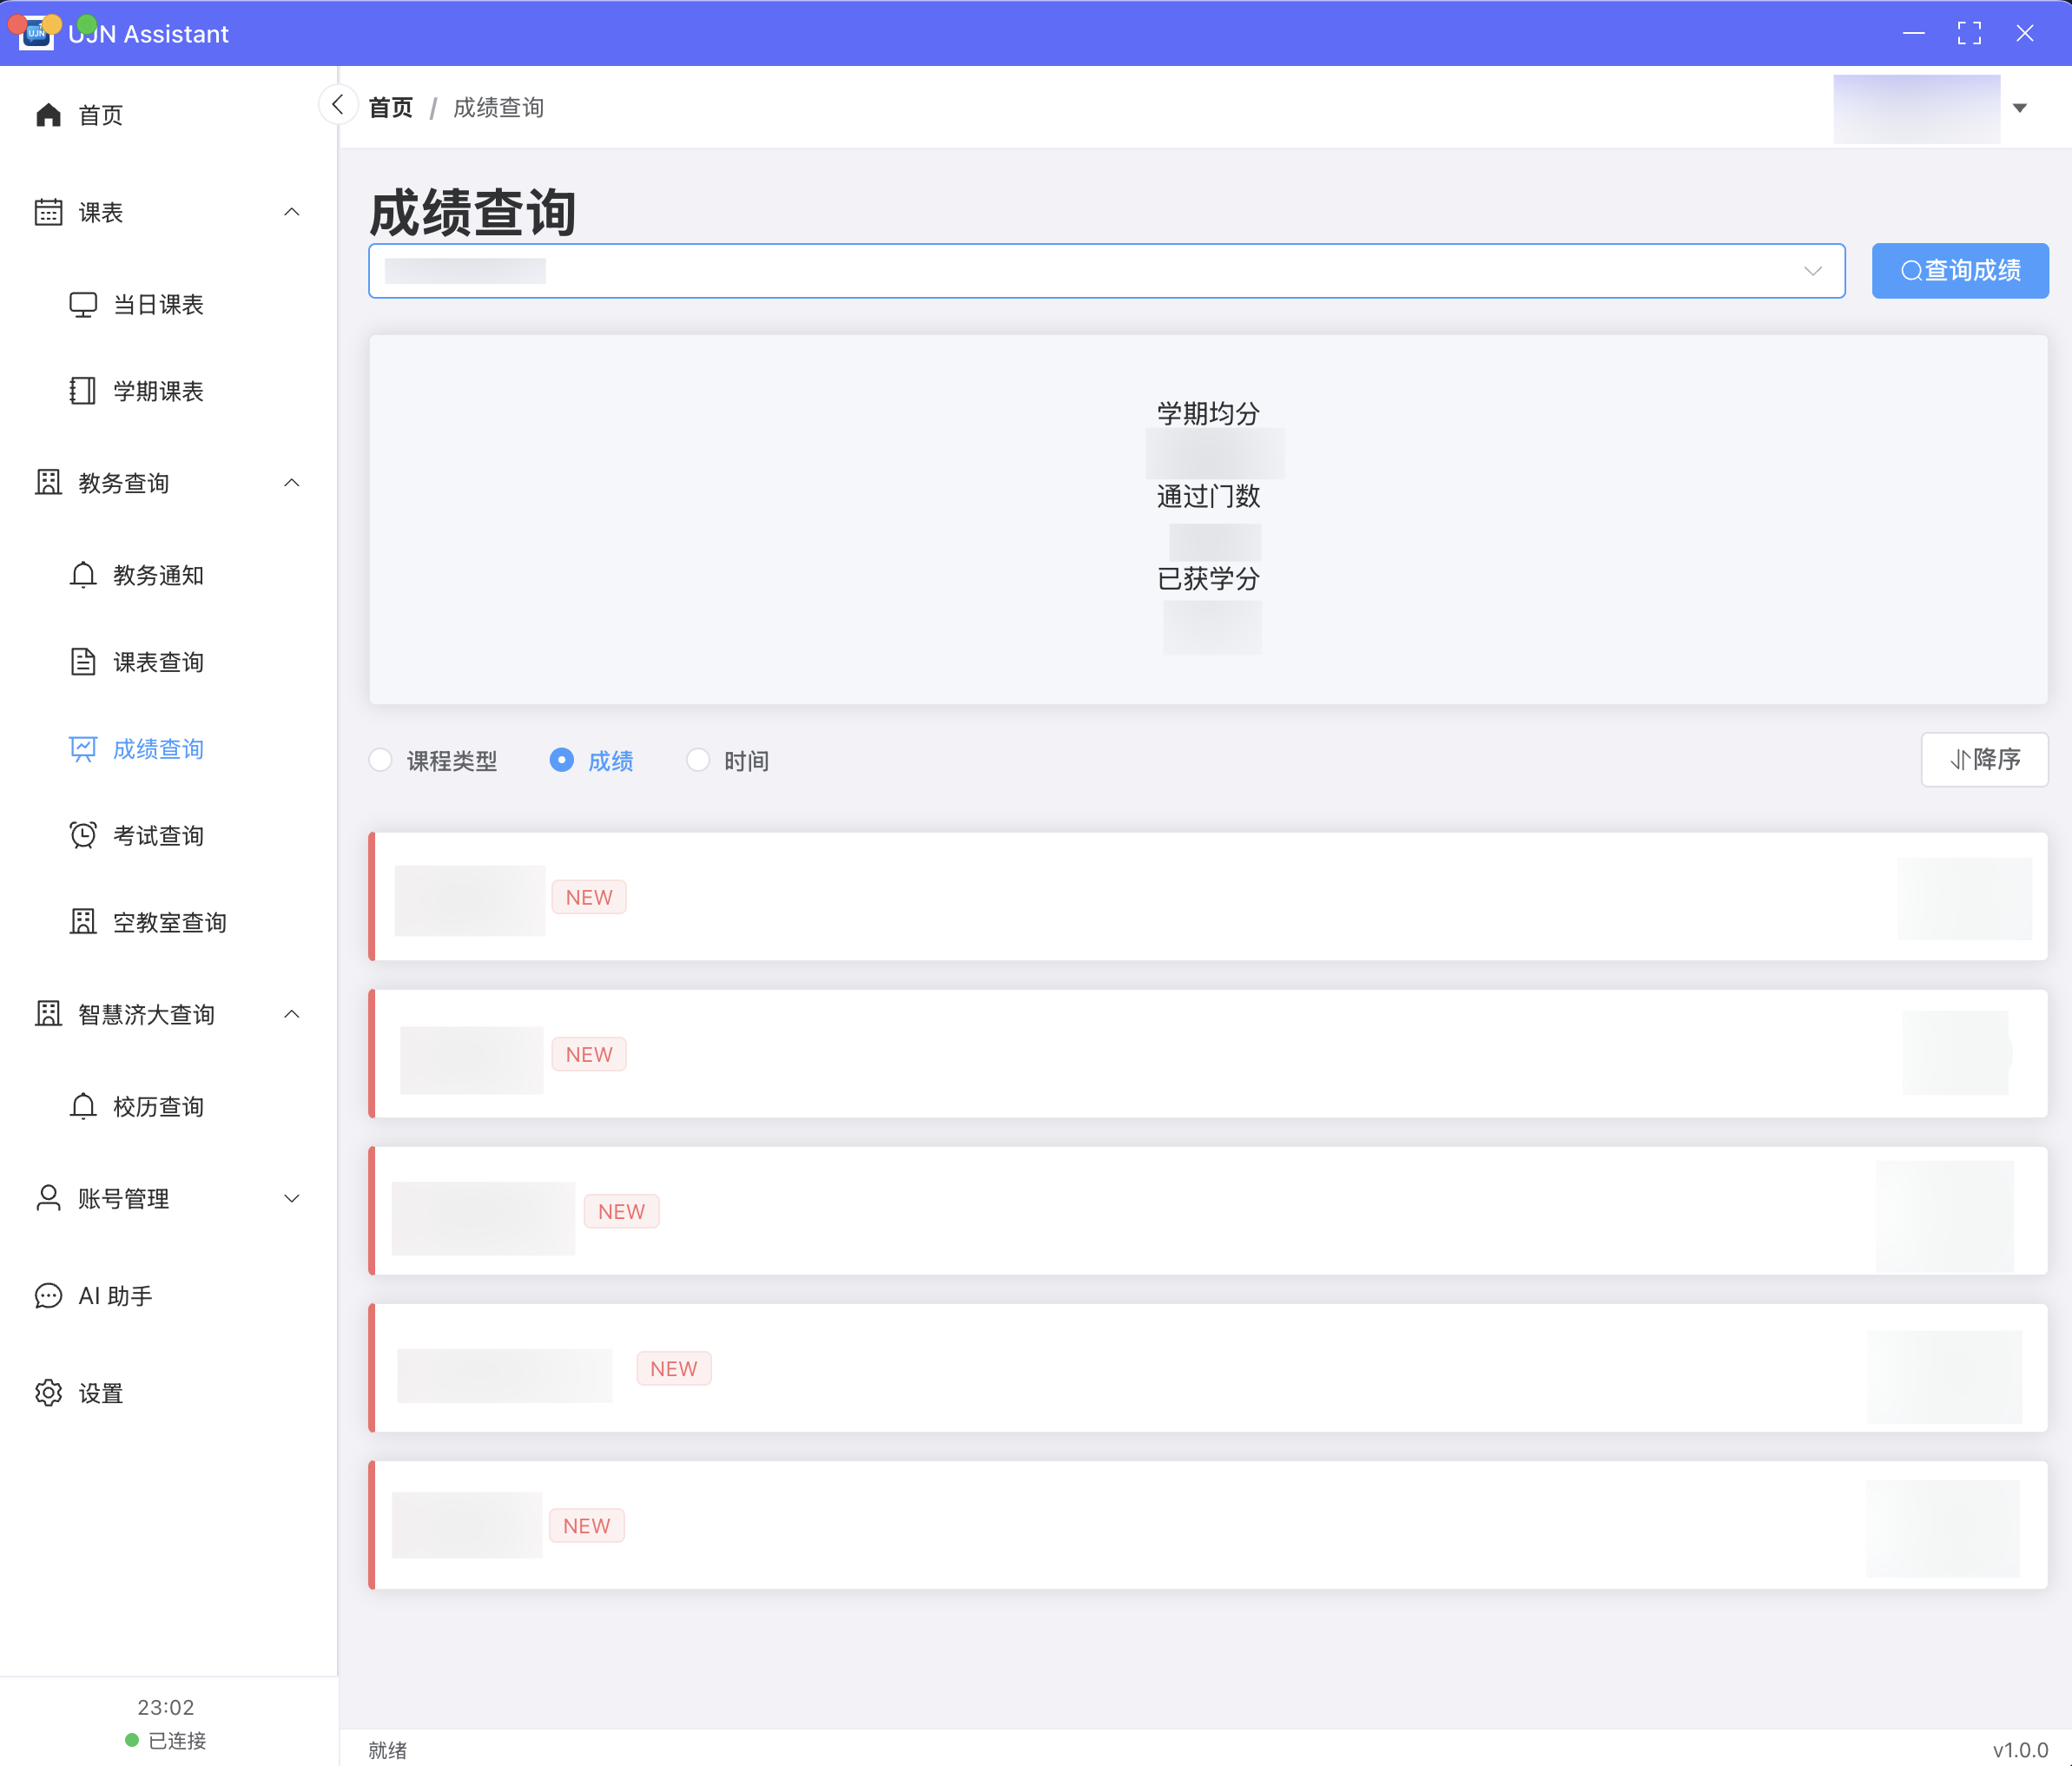 UJN Assistant
首页
课表
当日课表
学期课表
教务查询
教务通知
课表查询
成绩查询
考试查询
空教室查询
智慧济大查询
校历查询
账号管理
AI 助手
设置
23:02
已连接
首页 / 成绩查询
成绩查询
查询成绩
学期均分
通过门数
已获学分
课程类型 成绩 时间 降序
NEW
NEW
NEW
NEW
NEW
就绪 v1.0.0